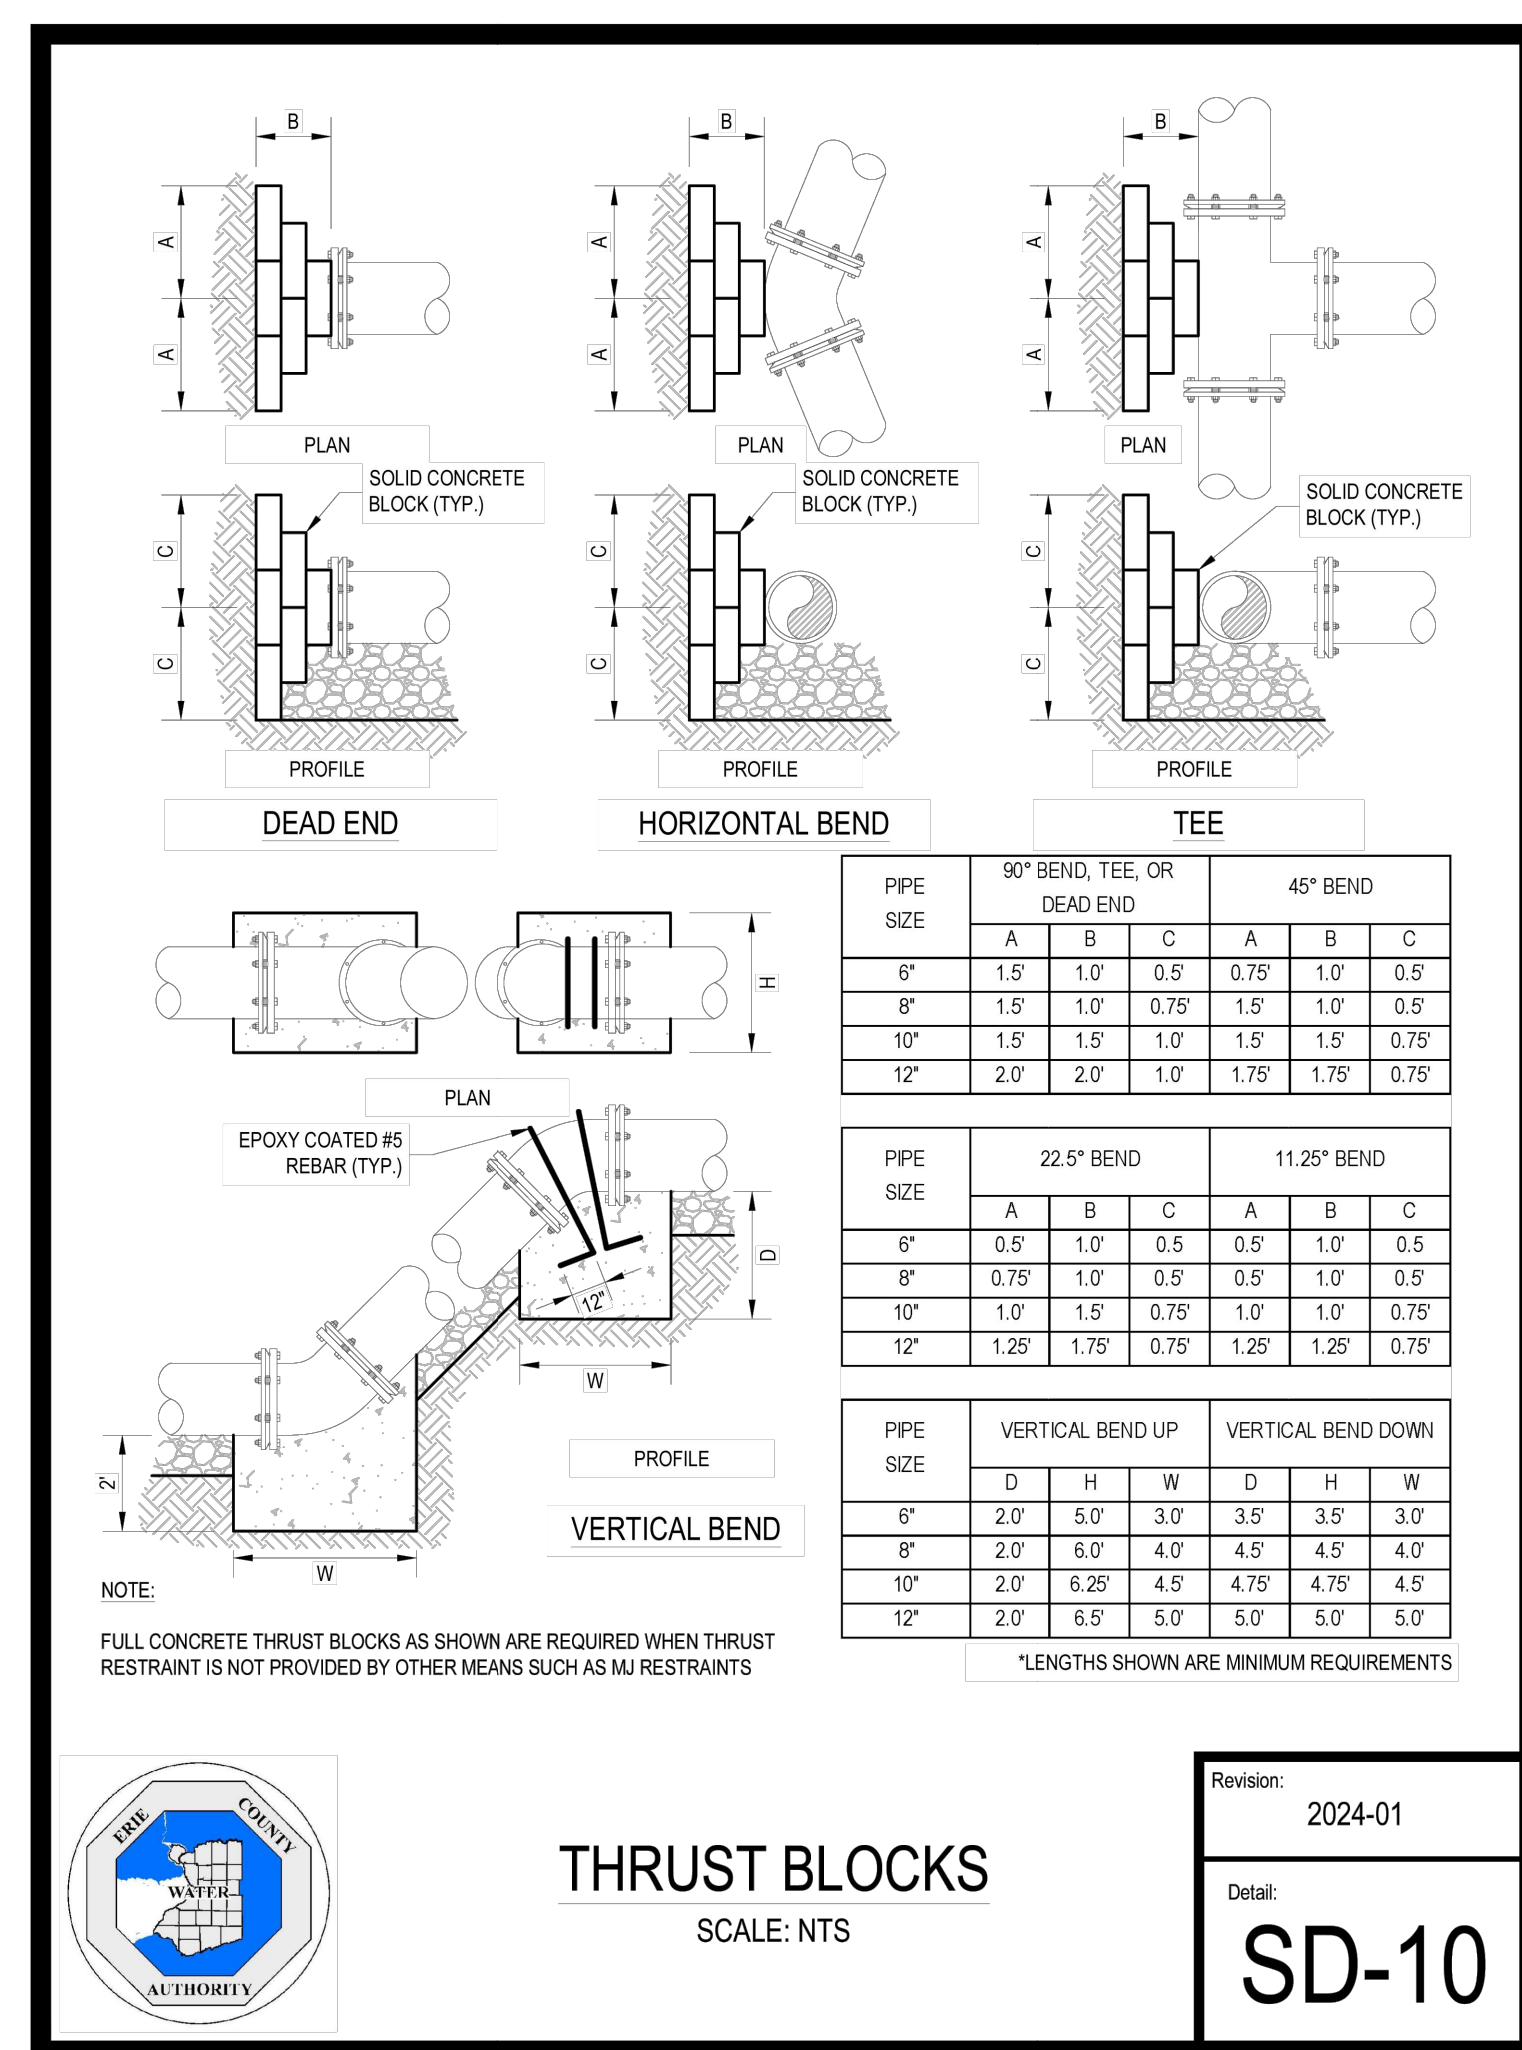 B
B
B
A
A
A
A
A
A
PLAN
PLAN
PLAN
SOLID CONCRETE
BLOCK (TYP.)
SOLID CONCRETE
BLOCK (TYP.)
SOLID CONCRETE
BLOCK (TYP.)
C
C
C
C
C
C
PROFILE
PROFILE
PROFILE
DEAD END
HORIZONTAL BEND
TEE
H
PLAN
EPOXY COATED #5
REBAR (TYP.)
D
12"
W
2'
W
PROFILE
VERTICAL BEND
PIPE SIZE 90° BEND, TEE, OR DEAD END 45° BEND
A B C A B C
6" 1.5' 1.0' 0.5' 0.75' 1.0' 0.5'
8" 1.5' 1.0' 0.75' 1.5' 1.0' 0.5'
10" 1.5' 1.5' 1.0' 1.5' 1.5' 0.75'
12" 2.0' 2.0' 1.0' 1.75' 1.75' 0.75'
PIPE SIZE 22.5° BEND 11.25° BEND
A B C A B C
6" 0.5' 1.0' 0.5 0.5' 1.0' 0.5
8" 0.75' 1.0' 0.5' 0.5' 1.0' 0.5'
10" 1.0' 1.5' 0.75' 1.0' 1.0' 0.75'
12" 1.25' 1.75' 0.75' 1.25' 1.25' 0.75'
PIPE SIZE VERTICAL BEND UP VERTICAL BEND DOWN
D H W D H W
6" 2.0' 5.0' 3.0' 3.5' 3.5' 3.0'
8" 2.0' 6.0' 4.0' 4.5' 4.5' 4.0'
10" 2.0' 6.25' 4.5' 4.75' 4.75' 4.5'
12" 2.0' 6.5' 5.0' 5.0' 5.0' 5.0'
*LENGTHS SHOWN ARE MINIMUM REQUIREMENTS
NOTE:
FULL CONCRETE THRUST BLOCKS AS SHOWN ARE REQUIRED WHEN THRUST
RESTRAINT IS NOT PROVIDED BY OTHER MEANS SUCH AS MJ RESTRAINTS
ERIE COUNTY
WATER
AUTHORITY
THRUST BLOCKS
SCALE: NTS
Revision:
2024-01
Detail:
SD-10